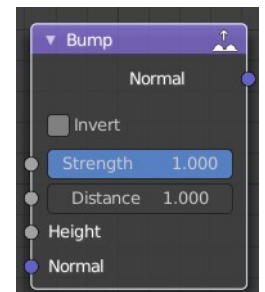 Bump
Normal
Invert
Strength 1.000
Distance 1.000
Height
Normal